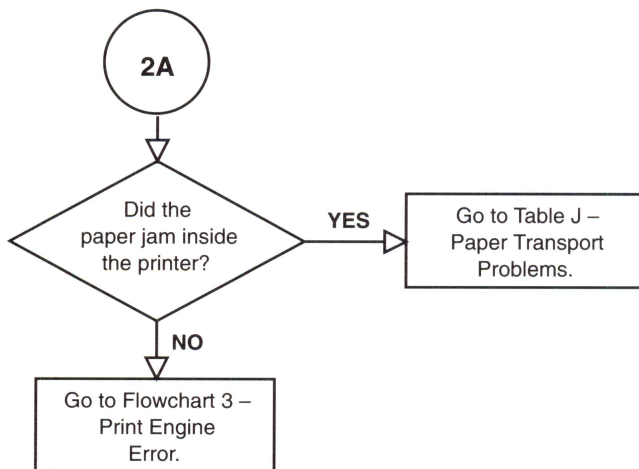 2A
Did the
paper jam inside
the printer?
YES
Go to Table J –
Paper Transport
Problems.
NO
Go to Flowchart 3 –
Print Engine
Error.